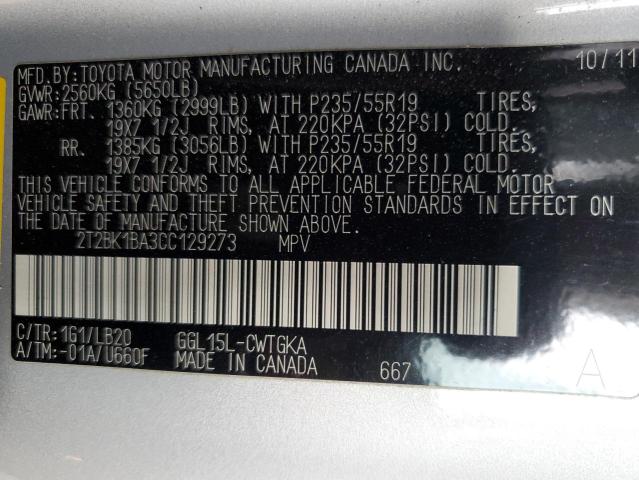 MFD.BY:TOYOTA MOTOR MANUFACTURING CANADA INC. 10/11
GVWR:2560KG (5650LB)
GAWR:FRT. 1360KG (2999LB) WITH P235/55R19 TIRES,
19X7 1/2J RIMS, AT 220KPA (32PSI) COLD.
RR. 1385KG (3056LB) WITH P235/55R19 TIRES,
19X7 1/2J RIMS, AT 220KPA (32PSI) COLD.
THIS VEHICLE CONFORMS TO ALL APPLICABLE FEDERAL MOTOR
VEHICLE SAFETY AND THEFT PREVENTION STANDARDS IN EFFECT ON
THE DATE OF MANUFACTURE SHOWN ABOVE.
2T2BK1BA3CC129273 MPV
C/TR:1G1/LB20 GGL15L-CWTGKA
A/TM:-01A/U660F MADE IN CANADA 667 A